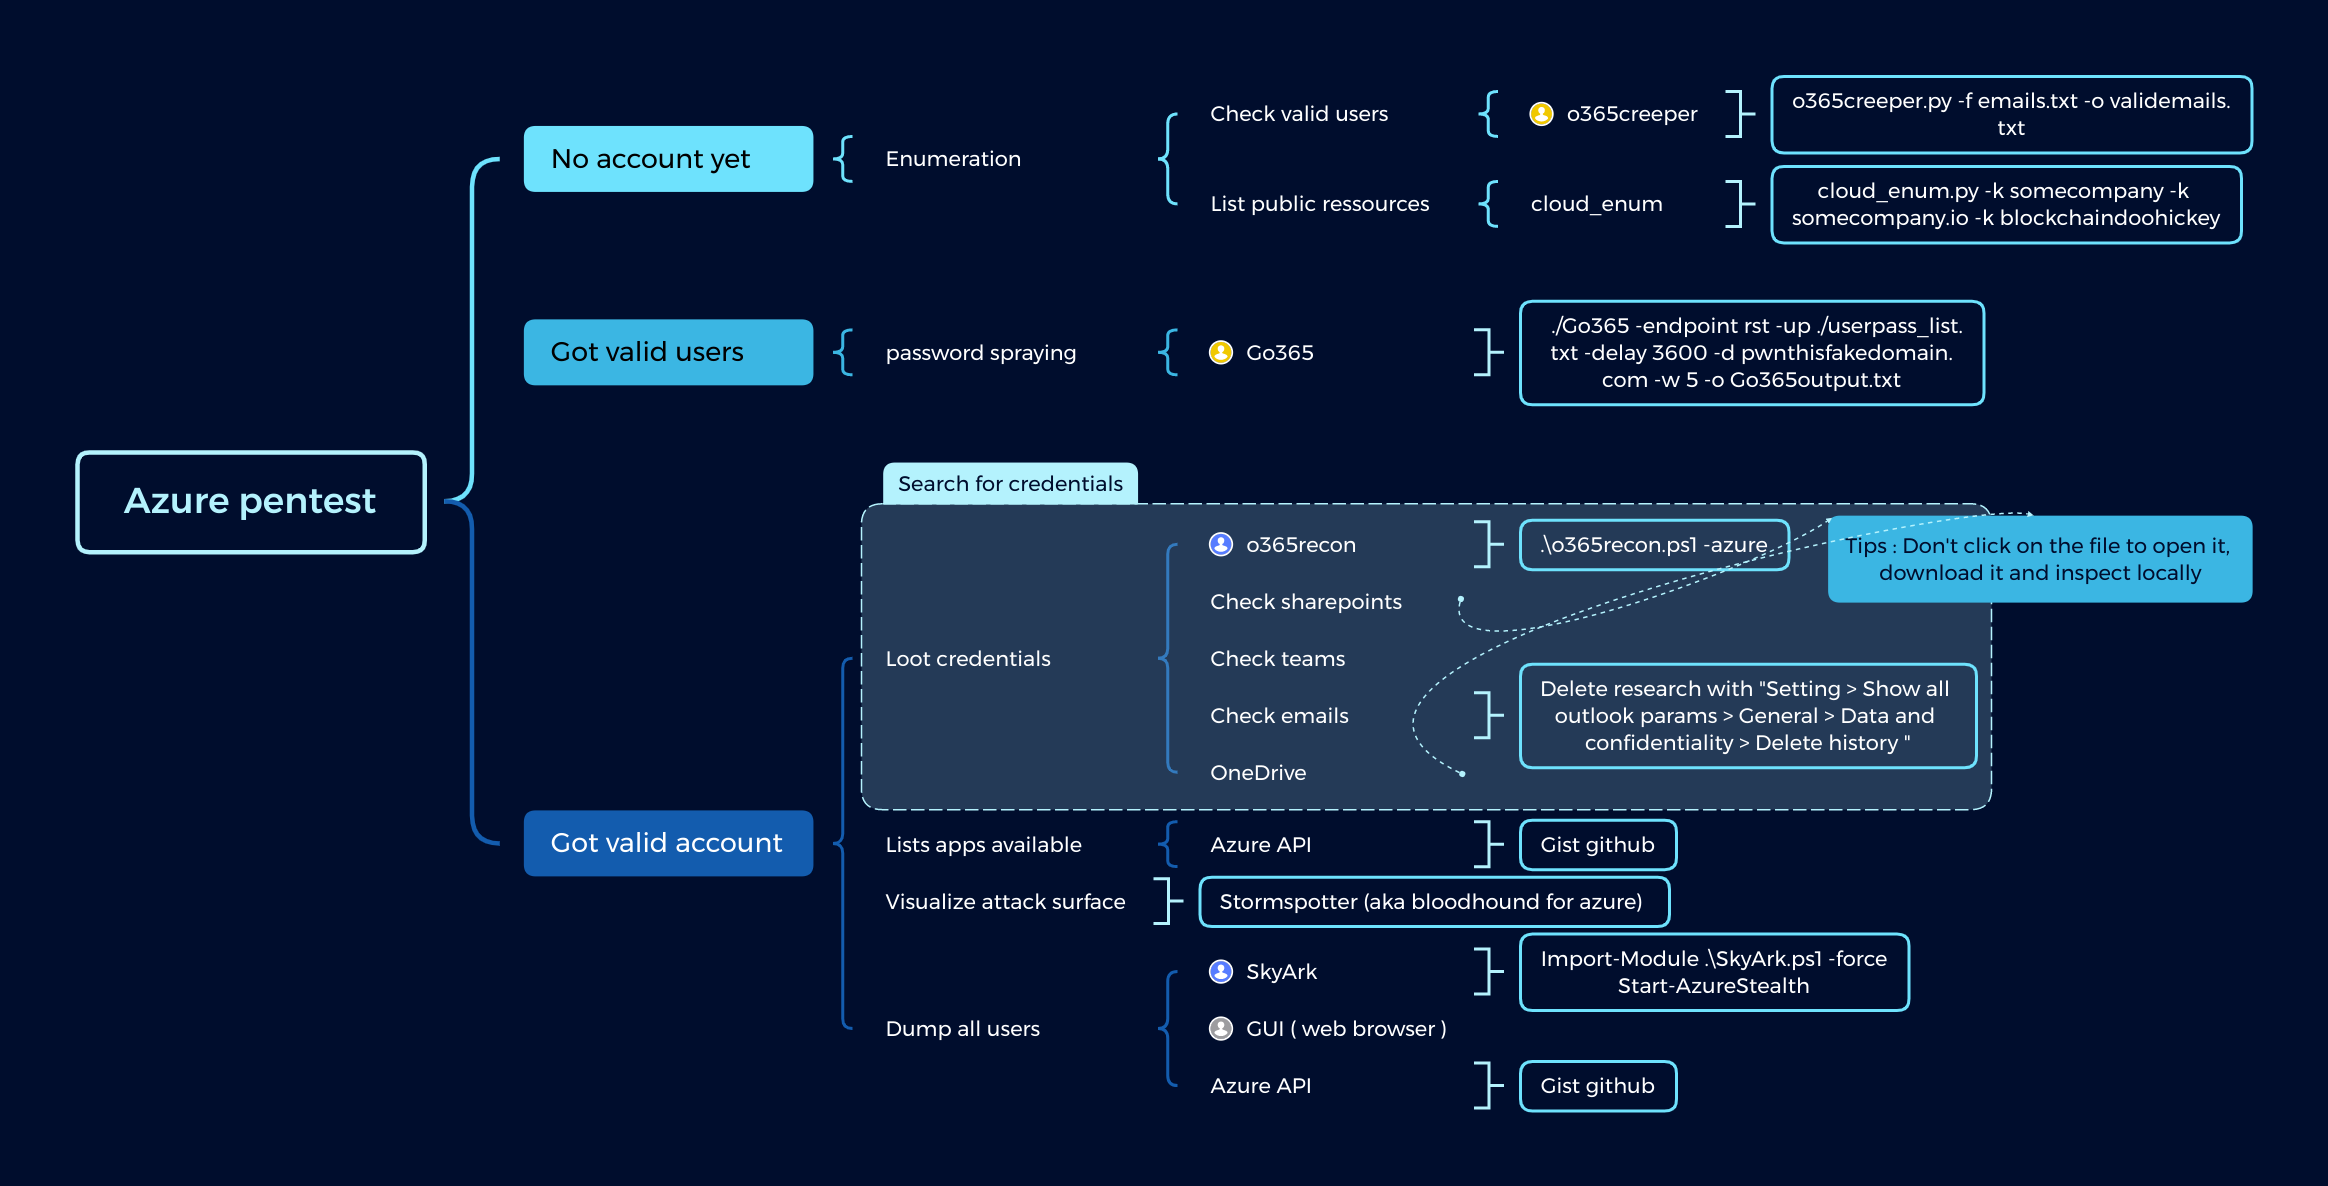 Azure pentest
No account yet
Enumeration
Check valid users
o365creeper
o365creeper.py -f emails.txt -o validemails.
txt
List public ressources
cloud_enum
cloud_enum.py -k somecompany -k
somecompany.io -k blockchaindoohickey
Got valid users
password spraying
Go365
./Go365 -endpoint rst -up ./userpass_list.
txt -delay 3600 -d pwnthisfakedomain.
com -w 5 -o Go365output.txt
Got valid account
Search for credentials
Loot credentials
o365recon
.\o365recon.ps1 -azure
Tips : Don't click on the file to open it,
download it and inspect locally
Check sharepoints
Check teams
Check emails
Delete research with "Setting > Show all
outlook params > General > Data and
confidentiality > Delete history "
OneDrive
Lists apps available
Azure API
Gist github
Visualize attack surface
Stormspotter (aka bloodhound for azure)
Dump all users
SkyArk
Import-Module .\SkyArk.ps1 -force
Start-AzureStealth
GUI ( web browser )
Azure API
Gist github